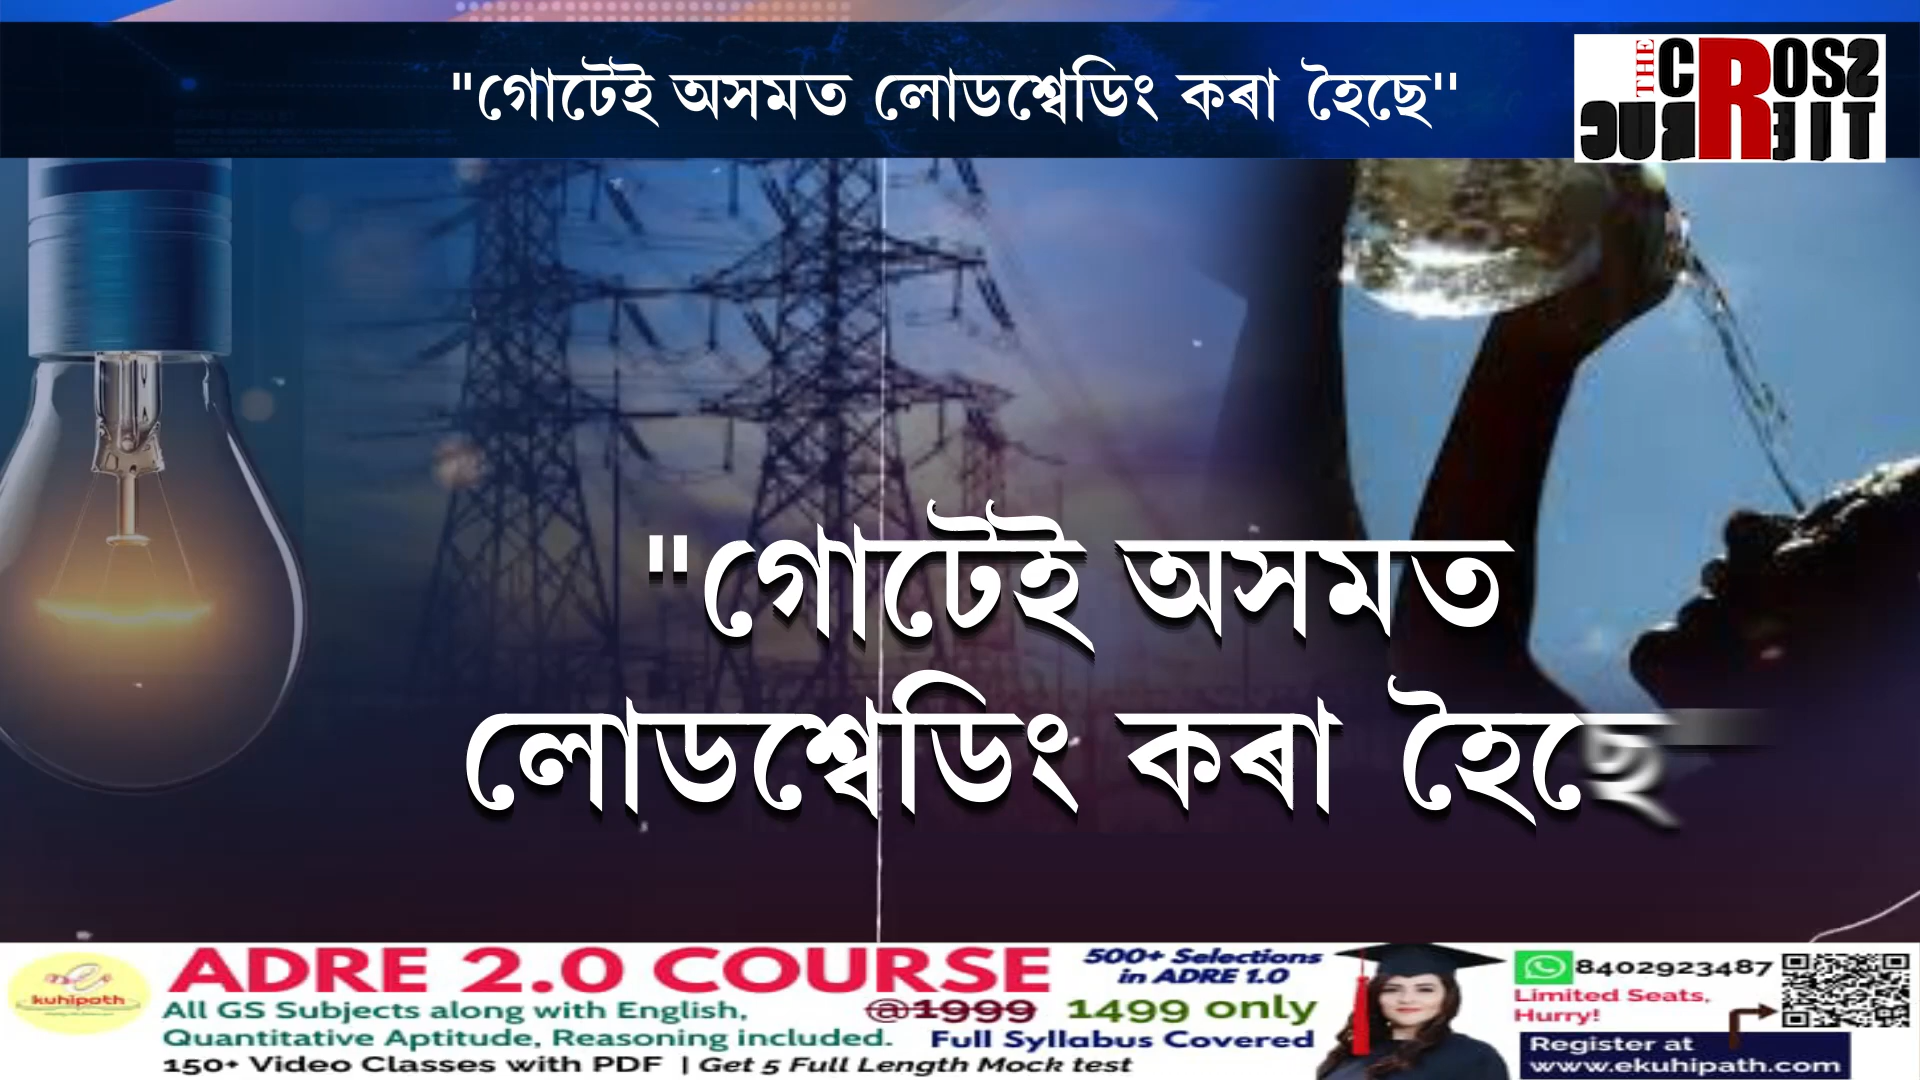 "গোটেই অসমত লোডশ্বেডিং কৰা হৈছে"
THE CROSS CURRENT
"গোটেই অসমত
লোডশ্বেডিং কৰা হৈছে
kuhipath
ADRE 2.0 COURSE
All GS Subjects along with English,
Quantitative Aptitude, Reasoning included.
150+ Video Classes with PDF | Get 5 Full Length Mock test
500+ Selections
in ADRE 1.0
@1999 1499 only
Full Syllabus Covered
8402923487
Limited Seats,
Hurry!
Register at
www.ekuhipath.com